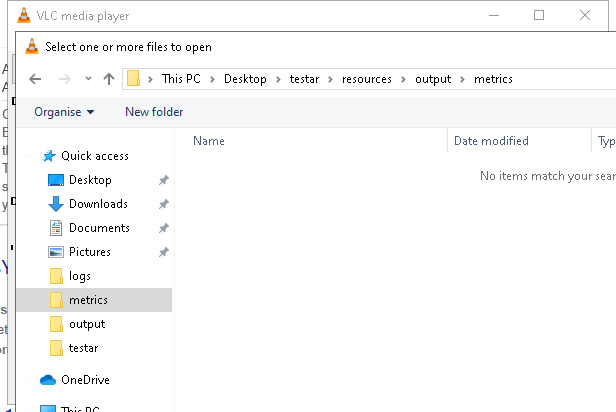 VLC media player
Select one or more files to open
This PC > Desktop > testar > resources > output > metrics
Organise New folder
Name Date modified Typ
No items match your sear
Quick access
Desktop
Downloads
Documents
Pictures
logs
metrics
output
testar
OneDrive
This PC